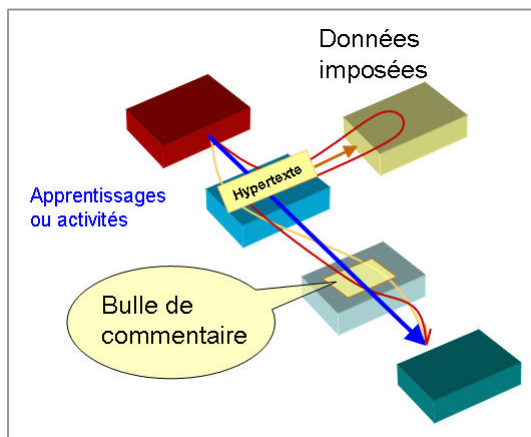 Données
imposées
Hypertexte
Apprentissages
ou activités
Bulle de
commentaire